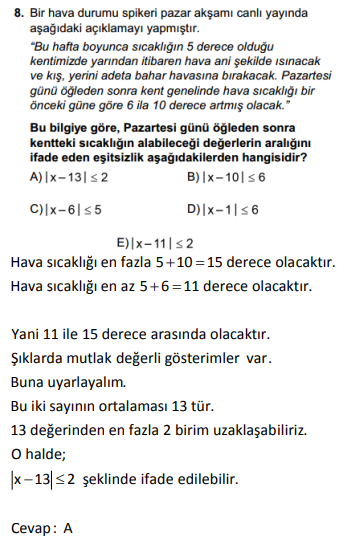 8. Bir hava durumu spikeri pazar akşamı canlı yayında
aşağıdaki açıklamayı yapmıştır.
"Bu hafta boyunca sıcaklığın 5 derece olduğu
kentimizde yarından itibaren hava ani şekilde ısınacak
ve kış, yerini adeta bahar havasına bırakacak. Pazartesi
günü öğleden sonra kent genelinde hava sıcaklığı bir
önceki güne göre 6 ila 10 derece artmış olacak."
Bu bilgiye göre, Pazartesi günü öğleden sonra
kentteki sıcaklığın alabileceği değerlerin aralığını
ifade eden eşitsizlik aşağıdakilerden hangisidir?
A)|x-13| ≤ 2 B)|x-10| ≤ 6
C)|x-6| ≤ 5 D)|x-1| ≤ 6
E)|x-11| ≤ 2
Hava sıcaklığı en fazla 5+10=15 derece olacaktır.
Hava sıcaklığı en az 5+6=11 derece olacaktır.
Yani 11 ile 15 derece arasında olacaktır.
Şıklarda mutlak değerli gösterimler var.
Buna uyarlayalım.
Bu iki sayının ortalaması 13 tür.
13 değerinden en fazla 2 birim uzaklaşabiliriz.
O halde;
|x-13| ≤ 2 şeklinde ifade edilebilir.
Cevap: A